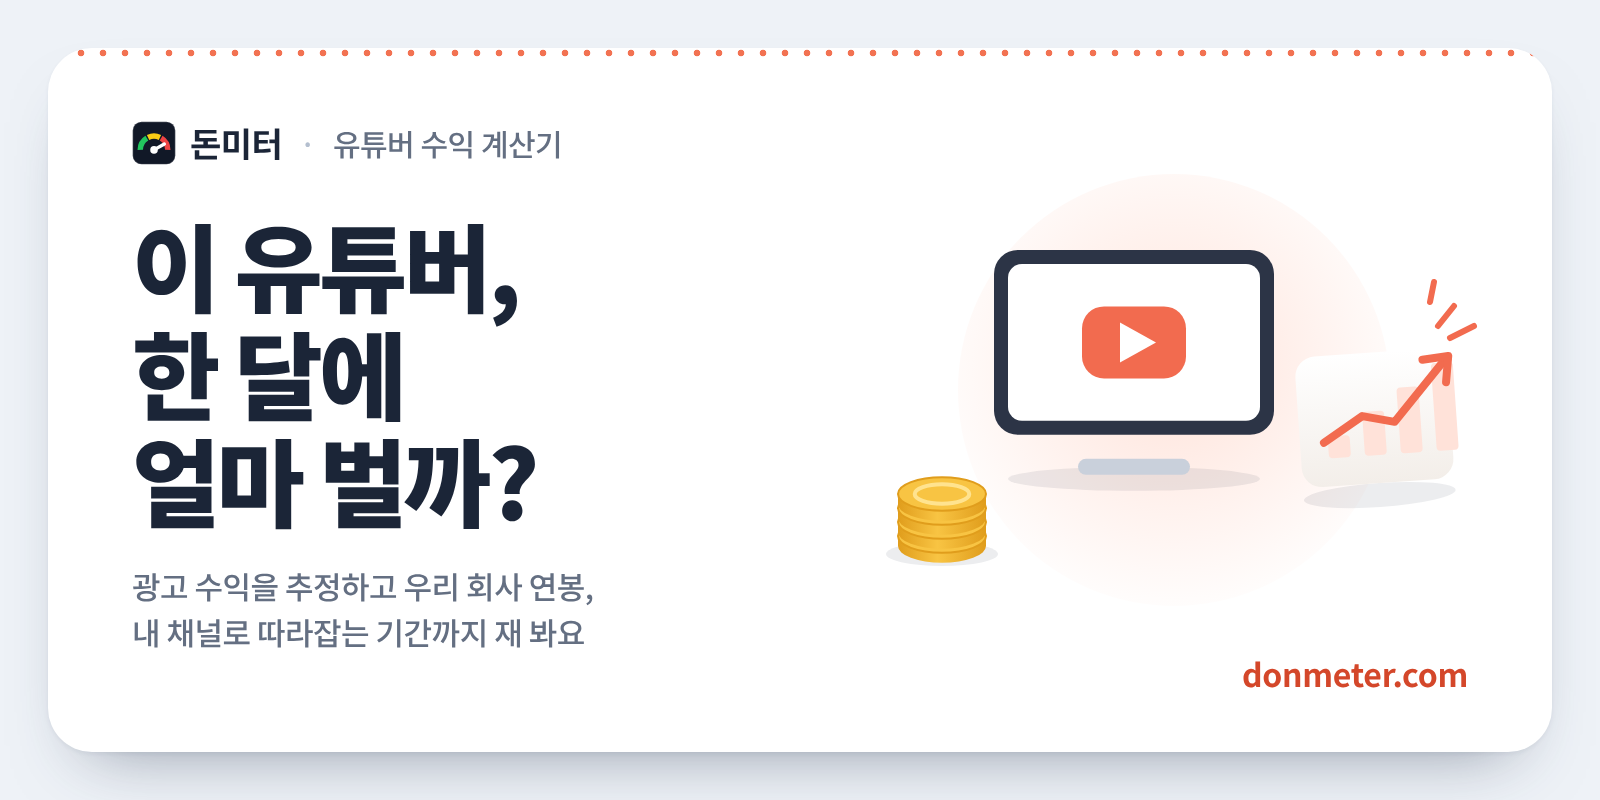 돈미터 · 유튜버 수익 계산기
이 유튜버,
한 달에
얼마 벌까?
광고 수익을 추정하고 우리 회사 연봉,
내 채널로 따라잡는 기간까지 재 봐요
donmeter.com